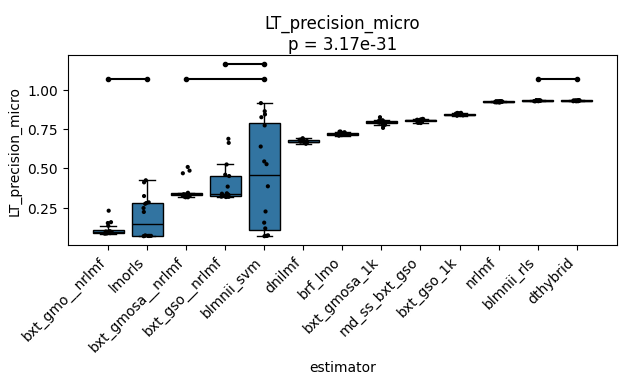 LT_precision_micro
p = 3.17e-31
LT_precision_micro
1.00
0.75
0.50
0.25
bxt_gmo__nrlmf
lmorls
bxt_gmosa__nrlmf
bxt_gso__nrlmf
blmnii_svm
dnilmf
brf_lmo
bxt_gmosa_1k
md_ss_bxt_gso
bxt_gso_1k
nrlmf
blmnii_rls
dthybrid
estimator